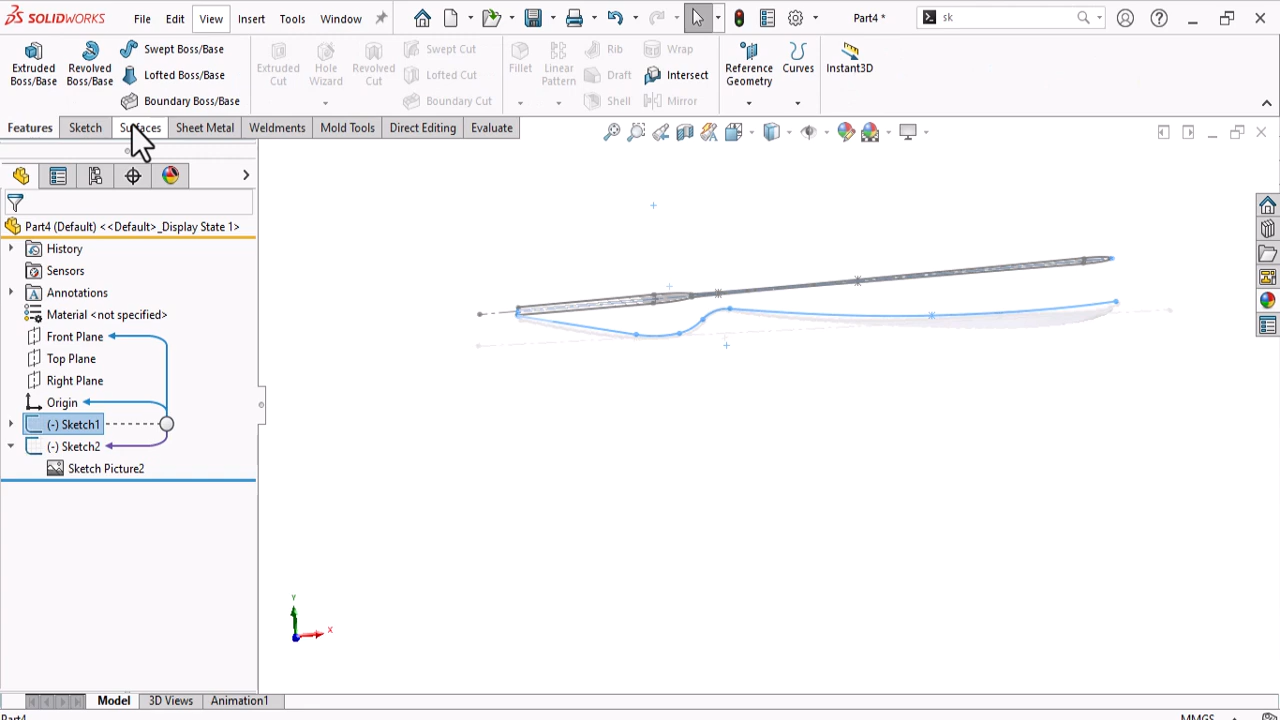 SOLIDWORKS File Edit View Insert Tools Window Part4 * sk
Extruded Boss/Base
Revolved Boss/Base
Swept Boss/Base
Lofted Boss/Base
Boundary Boss/Base
Extruded Cut
Hole Wizard
Revolved Cut
Swept Cut
Lofted Cut
Boundary Cut
Fillet
Linear Pattern
Rib
Draft
Shell
Wrap
Intersect
Mirror
Reference Geometry
Curves
Instant3D
Features Sketch Surfaces Sheet Metal Weldments Mold Tools Direct Editing Evaluate
Part4 (Default) <<Default>_Display State 1>
History
Sensors
Annotations
Material <not specified>
Front Plane
Top Plane
Right Plane
Origin
(-) Sketch1
(-) Sketch2
Sketch Picture2
Y
X
Model 3D Views Animation1
Part4 MMGS